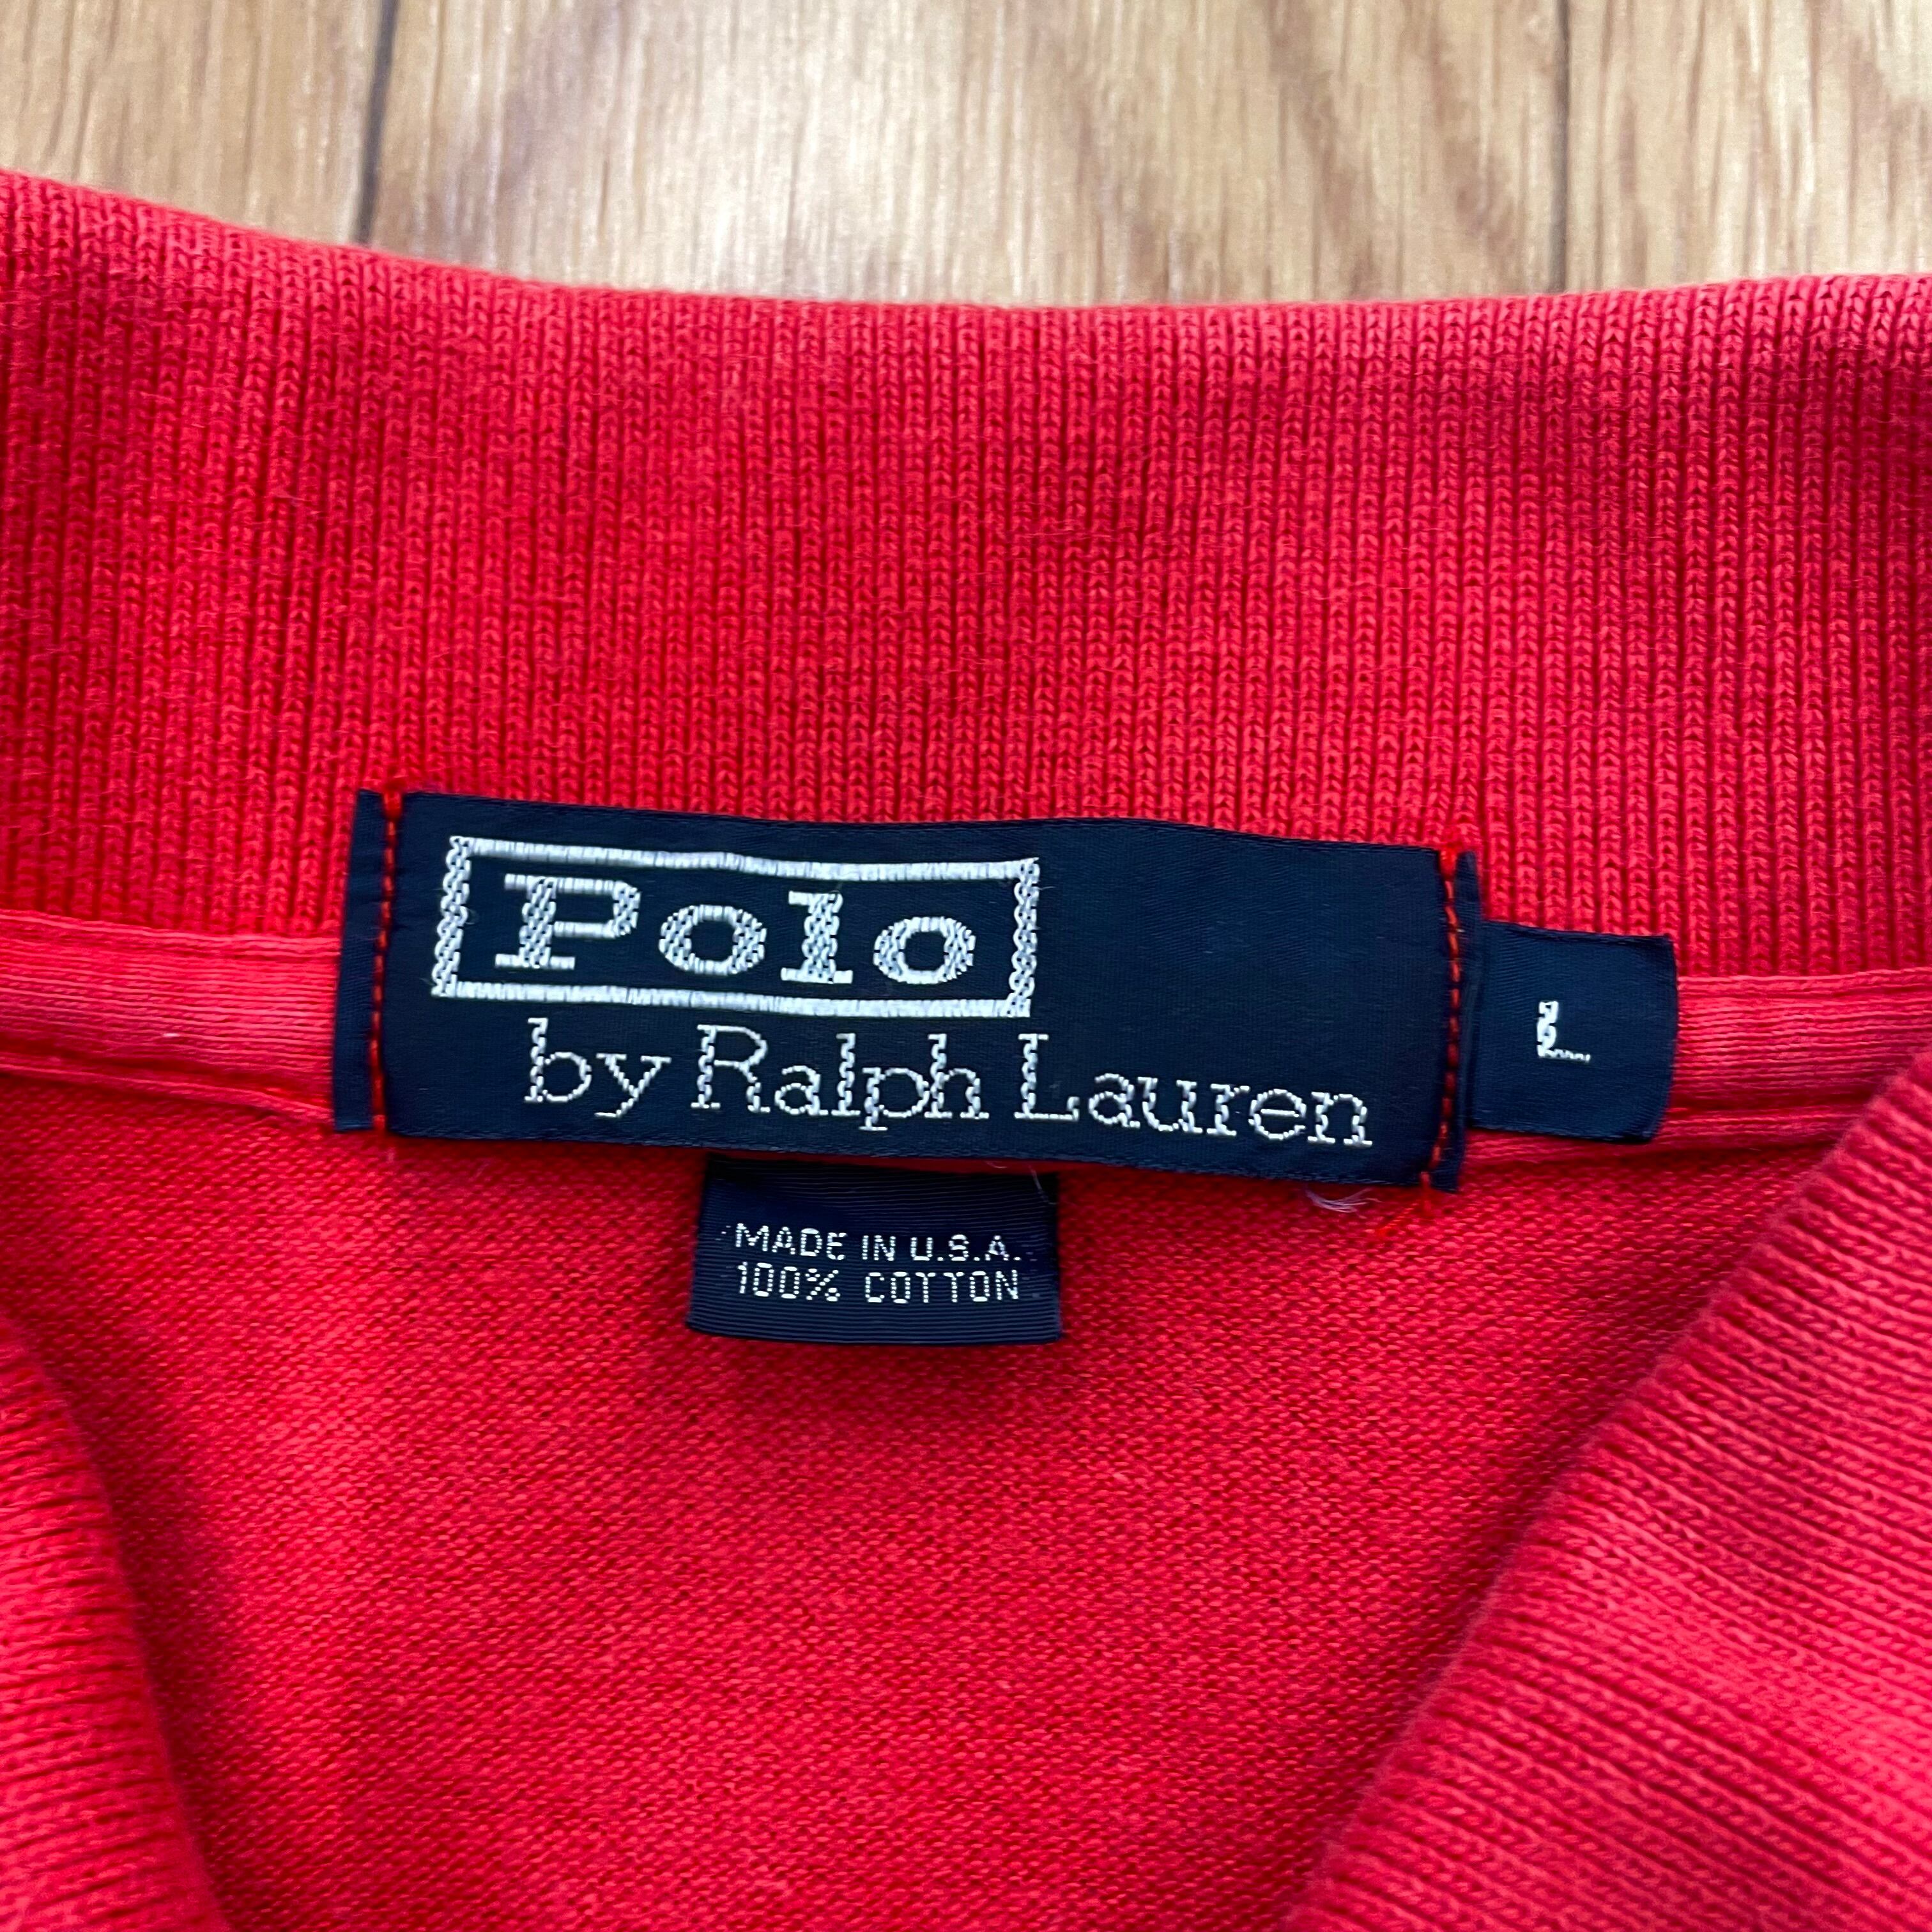 Polo
by Ralph Lauren
L
MADE IN U.S.A.
100% COTTON